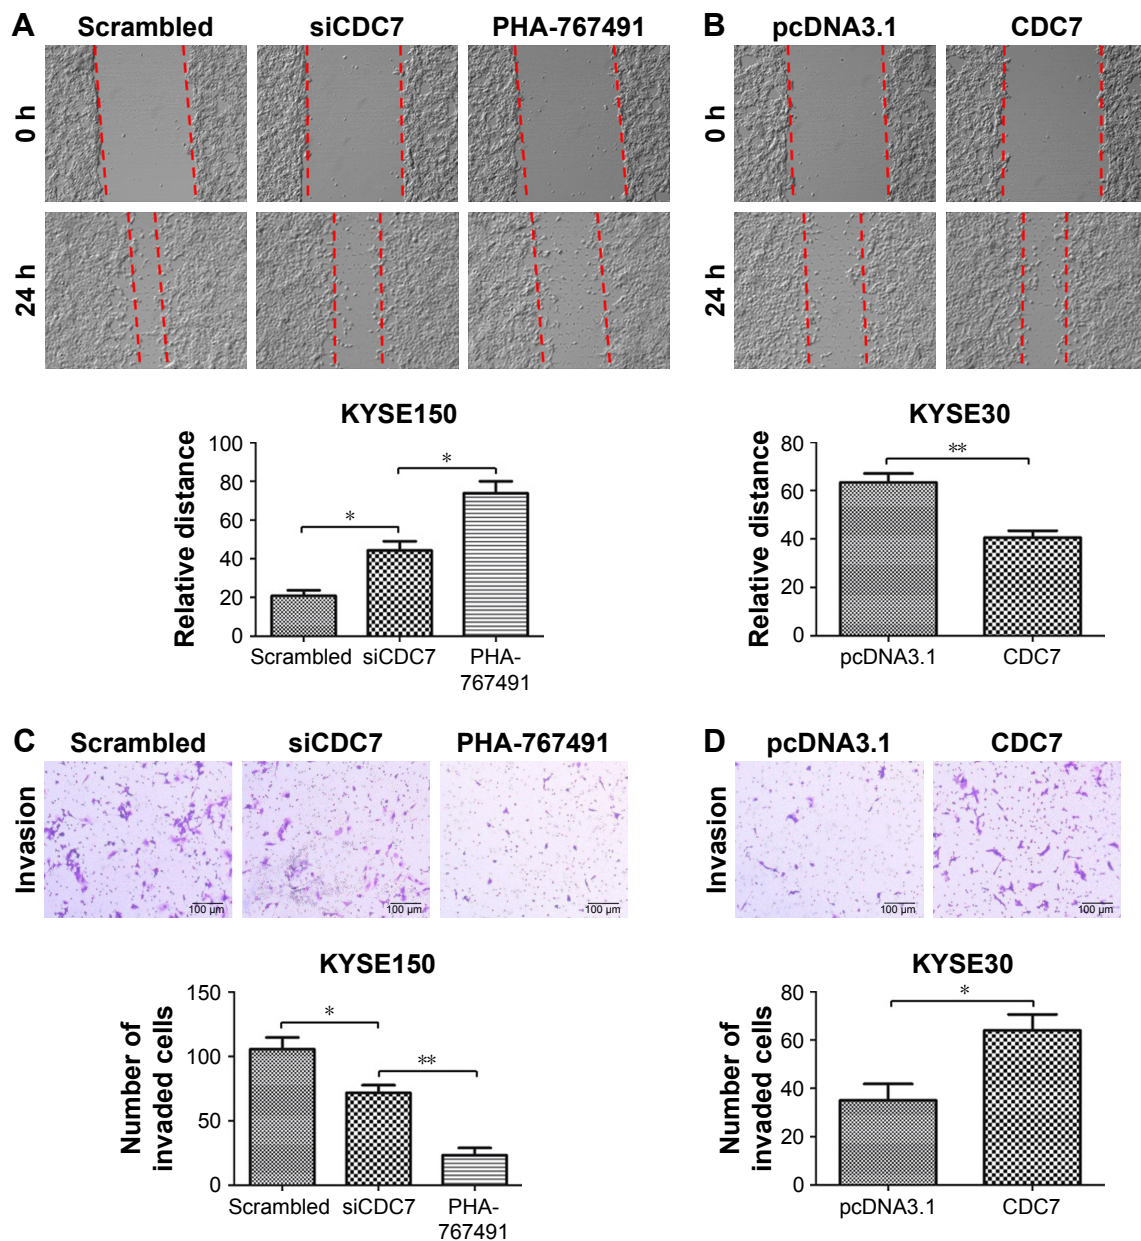 A
Scrambled
siCDC7
PHA-767491
0 h
24 h
KYSE150
Relative distance
100
80
60
40
20
0
*
*
Scrambled
siCDC7
PHA-
767491
B
pcDNA3.1
CDC7
0 h
24 h
KYSE30
Relative distance
80
60
40
20
0
**
pcDNA3.1
CDC7
C
Scrambled
siCDC7
PHA-767491
Invasion
100 µm
100 µm
100 µm
KYSE150
Number of
invaded cells
150
100
50
0
*
**
Scrambled
siCDC7
PHA-
767491
D
pcDNA3.1
CDC7
Invasion
100 µm
100 µm
KYSE30
Number of
invaded cells
80
60
40
20
0
*
pcDNA3.1
CDC7